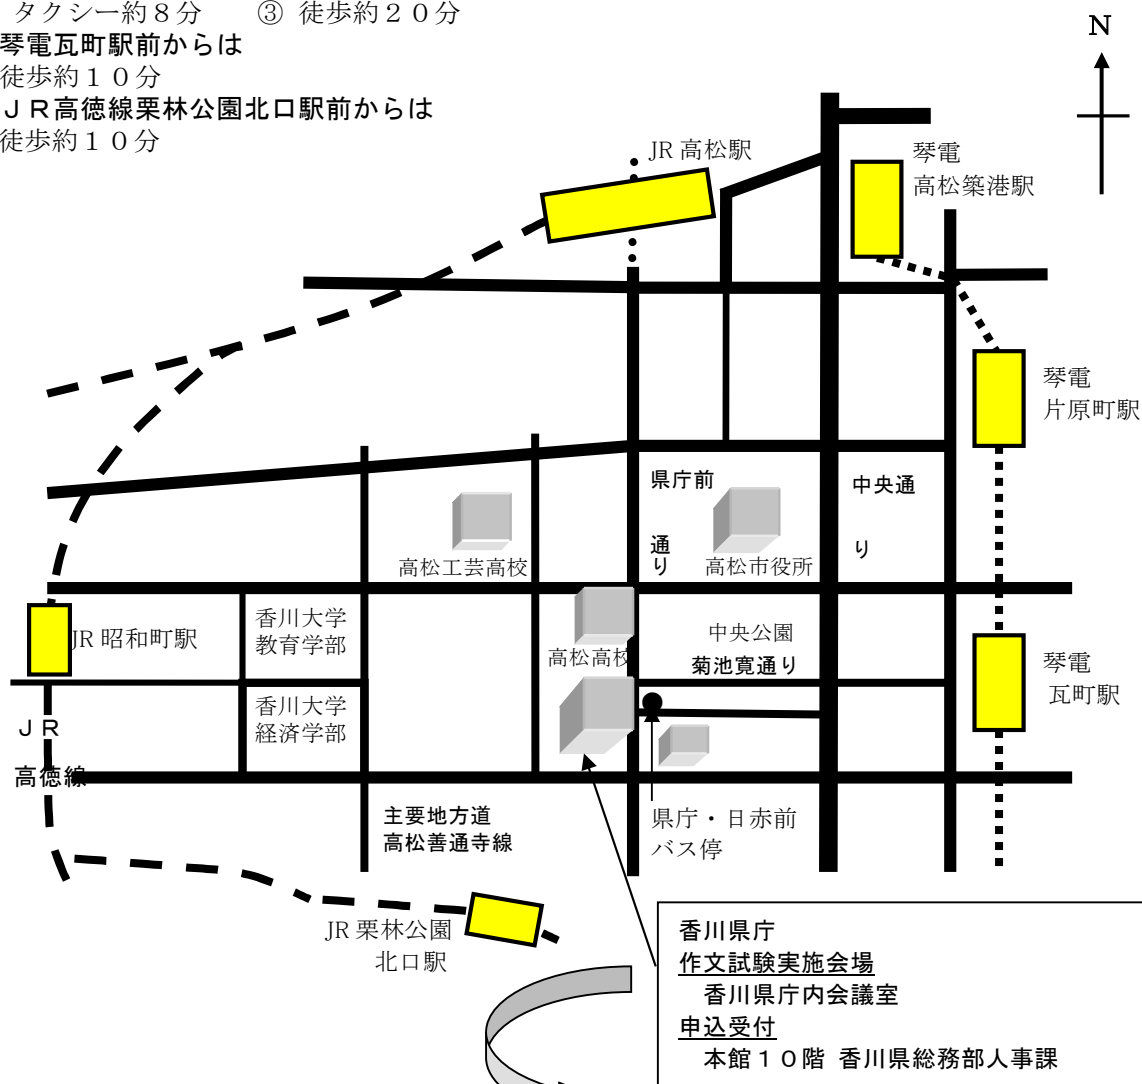 タクシー約８分　③ 徒歩約２０分
琴電瓦町駅前からは
徒歩約１０分
ＪＲ高徳線栗林公園北口駅前からは
徒歩約１０分
N
JR 高松駅
琴電
高松築港駅
琴電
片原町駅
県庁前
通
り
中央通
り
高松工芸高校
高松市役所
香川大学
教育学部
JR 昭和町駅
中央公園
高松高校
菊池寛通り
琴電
瓦町駅
香川大学
経済学部
ＪＲ
高徳線
主要地方道
高松善通寺線
県庁・日赤前
バス停
JR 栗林公園
北口駅
香川県庁
作文試験実施会場
香川県庁内会議室
申込受付
本館１０階 香川県総務部人事課